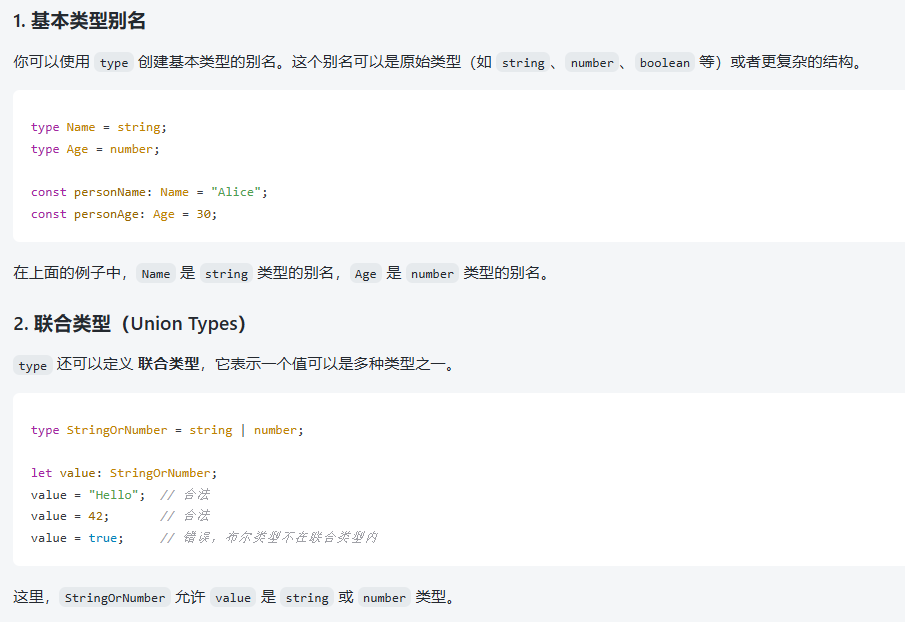 1. 基本类型别名
你可以使用 type 创建基本类型的别名。这个别名可以是原始类型（如 string、number、boolean 等）或者更复杂的结构。
type Name = string;
type Age = number;
const personName: Name = "Alice";
const personAge: Age = 30;
在上面的例子中，Name 是 string 类型的别名，Age 是 number 类型的别名。
2. 联合类型（Union Types）
type 还可以定义 联合类型，它表示一个值可以是多种类型之一。
type StringOrNumber = string | number;
let value: StringOrNumber;
value = "Hello";  // 合法
value = 42;       // 合法
value = true;     // 错误，布尔类型不在联合类型内
这里，StringOrNumber 允许 value 是 string 或 number 类型。